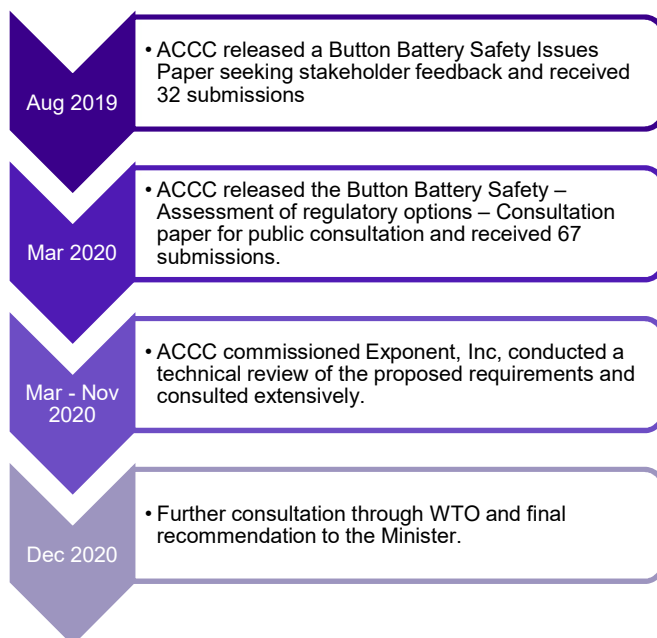 Aug 2019
• ACCC released a Button Battery Safety Issues
Paper seeking stakeholder feedback and received
32 submissions
Mar 2020
• ACCC released the Button Battery Safety –
Assessment of regulatory options – Consultation
paper for public consultation and received 67
submissions.
Mar - Nov
2020
• ACCC commissioned Exponent, Inc, conducted a
technical review of the proposed requirements and
consulted extensively.
Dec 2020
• Further consultation through WTO and final
recommendation to the Minister.